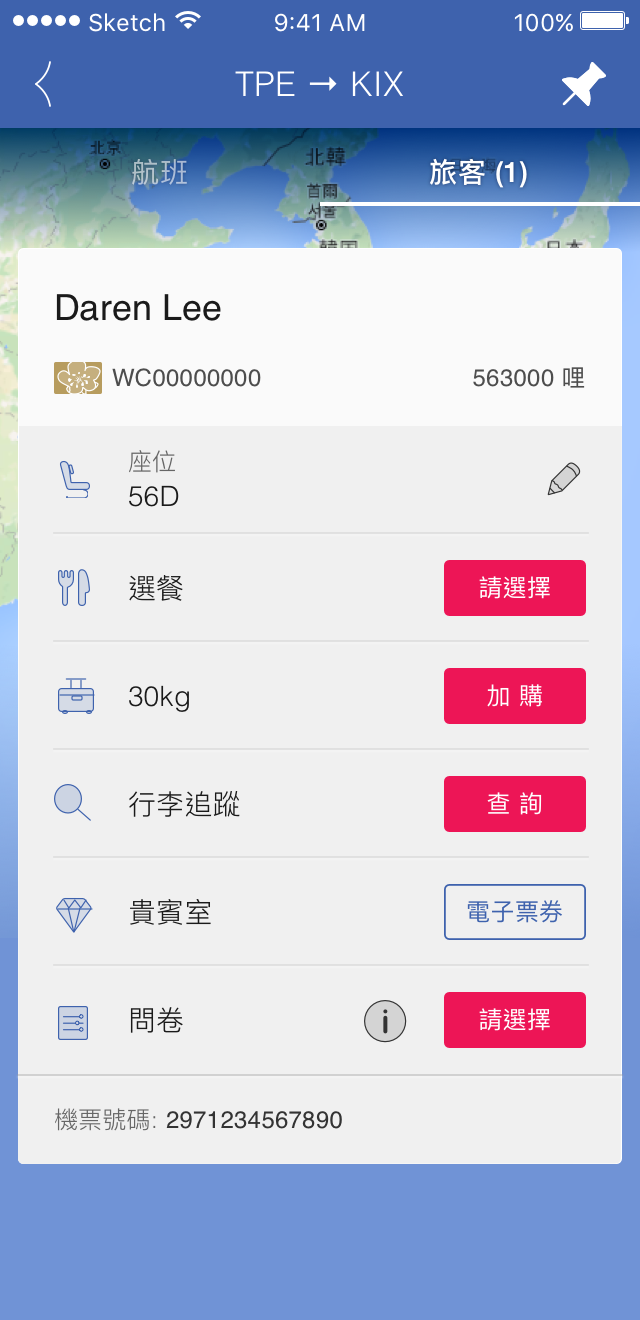 Sketch 9:41 AM 100%
TPE → KIX
北京
北韓
航班
旅客 (1)
首爾
서울
韓国
日本
Daren Lee
WC00000000
563000 哩
座位
56D
選餐
請選擇
30kg
加 購
行李追蹤
查 詢
貴賓室
電子票券
問卷
i
請選擇
機票號碼: 2971234567890